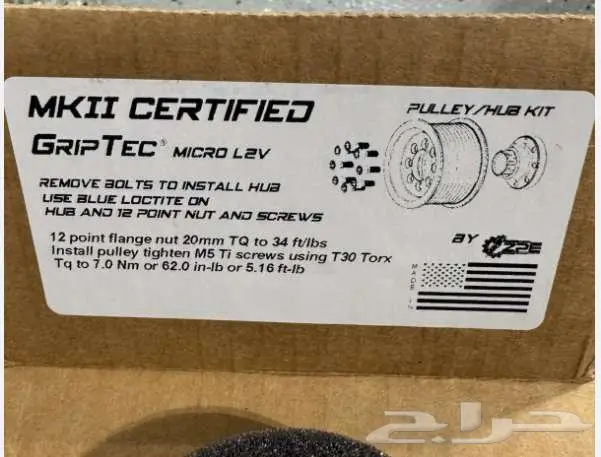 MKII CERTIFIED
GRIPTEC® MICRO L2V
PULLEY/HUB KIT
REMOVE BOLTS TO INSTALL HUB
USE BLUE LOCTITE ON
HUB AND 12 POINT NUT AND SCREWS
12 point flange nut 20mm TQ to 34 ft/lbs
Install pulley tighten M5 Ti screws using T30 Torx
Tq to 7.0 Nm or 62.0 in-lb or 5.16 ft-lb
BY ZPE
MADE IN
حراج